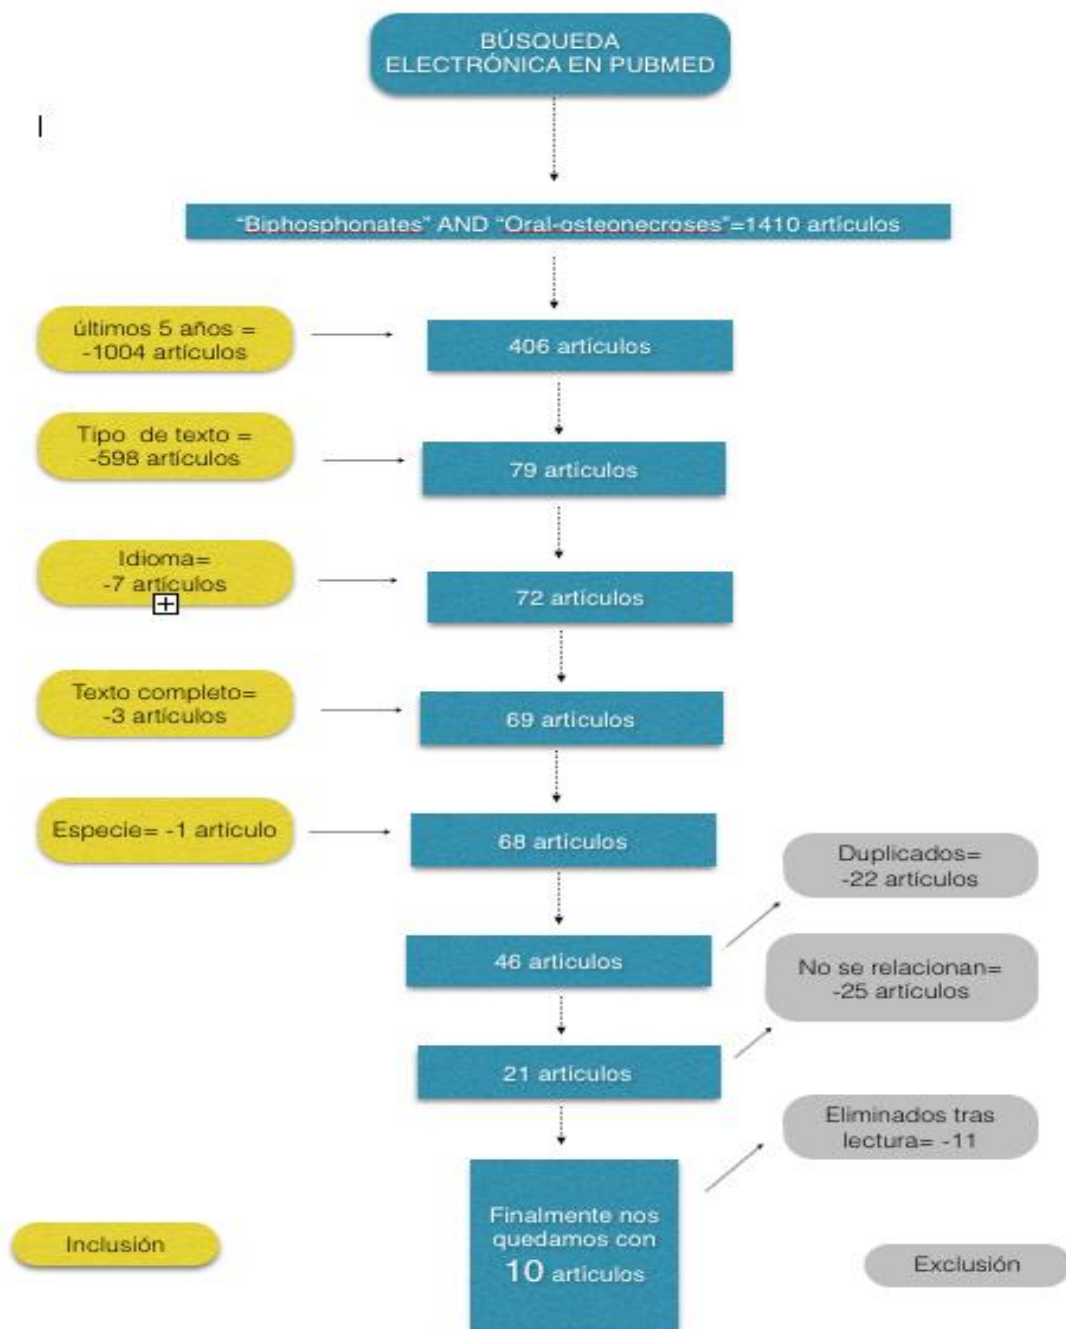 BÚSQUEDA
ELECTRÓNICA EN PUBMED
"Biphosphonates" AND "Oral-osteonecroses"=1410 artículos
últimos 5 años =
-1004 artículos
406 artículos
Tipo de texto =
-598 artículos
79 artículos
Idioma=
-7 artículos
72 artículos
Texto completo=
-3 artículos
69 artículos
Especie= -1 artículo
68 artículos
Duplicados=
-22 artículos
46 artículos
No se relacionan=
-25 artículos
21 artículos
Eliminados tras
lectura= -11
Finalmente nos
quedamos con
10 artículos
Inclusión
Exclusión